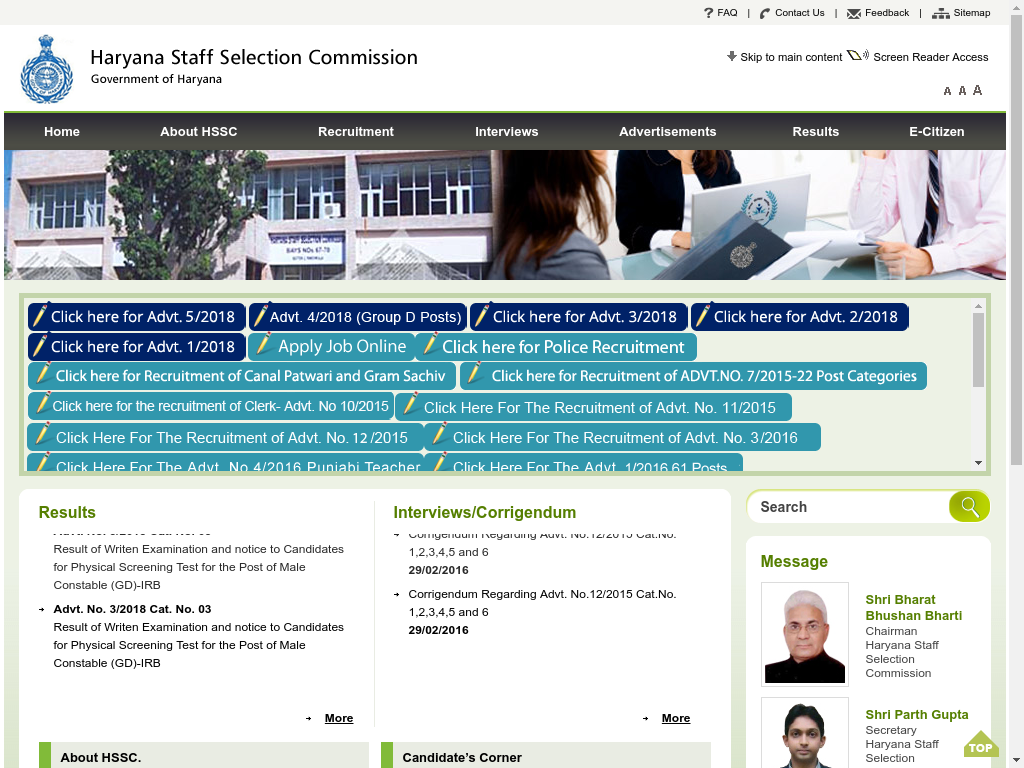 FAQ | Contact Us | Feedback | Sitemap
Haryana Staff Selection Commission
Government of Haryana
Skip to main content Screen Reader Access
A A A
Home About HSSC Recruitment Interviews Advertisements Results E-Citizen
BAYS NOs 67-70
Click here for Advt. 5/2018 Advt. 4/2018 (Group D Posts) Click here for Advt. 3/2018 Click here for Advt. 2/2018
Click here for Advt. 1/2018 Apply Job Online Click here for Police Recruitment
Click here for Recruitment of Canal Patwari and Gram Sachiv Click here for Recruitment of ADVT.NO. 7/2015-22 Post Categories
Click here for the recruitment of Clerk- Advt. No 10/2015 Click Here For The Recruitment of Advt. No. 11/2015
Click Here For The Recruitment of Advt. No. 12/2015 Click Here For The Recruitment of Advt. No. 3/2016
Click Here For The Advt. No 4/2016 Punjabi Teacher Click Here For The Advt. 1/2016 61 Posts
Results
Result of Writen Examination and notice to Candidates
for Physical Screening Test for the Post of Male
Constable (GD)-IRB
Advt. No. 3/2018 Cat. No. 03
Result of Writen Examination and notice to Candidates
for Physical Screening Test for the Post of Male
Constable (GD)-IRB
More
Interviews/Corrigendum
Corrigendum Regarding Advt. No.12/2015 Cat.No.
1,2,3,4,5 and 6
29/02/2016
Corrigendum Regarding Advt. No.12/2015 Cat.No.
1,2,3,4,5 and 6
29/02/2016
More
Search
Message
Shri Bharat
Bhushan Bharti
Chairman
Haryana Staff
Selection
Commission
Shri Parth Gupta
Secretary
Haryana Staff
Selection
TOP
About HSSC.
Candidate's Corner